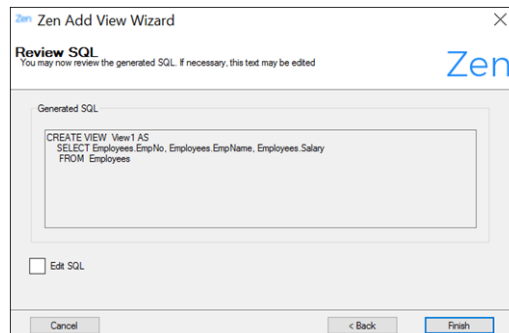 Zen Zen Add View Wizard
Review SQL
You may now review the generated SQL. If necessary, this text may be edited
Zen
Generated SQL
CREATE VIEW View1 AS
SELECT Employees.EmpNo, Employees.EmpName, Employees.Salary
FROM Employees
Edit SQL
Cancel
< Back
Finish